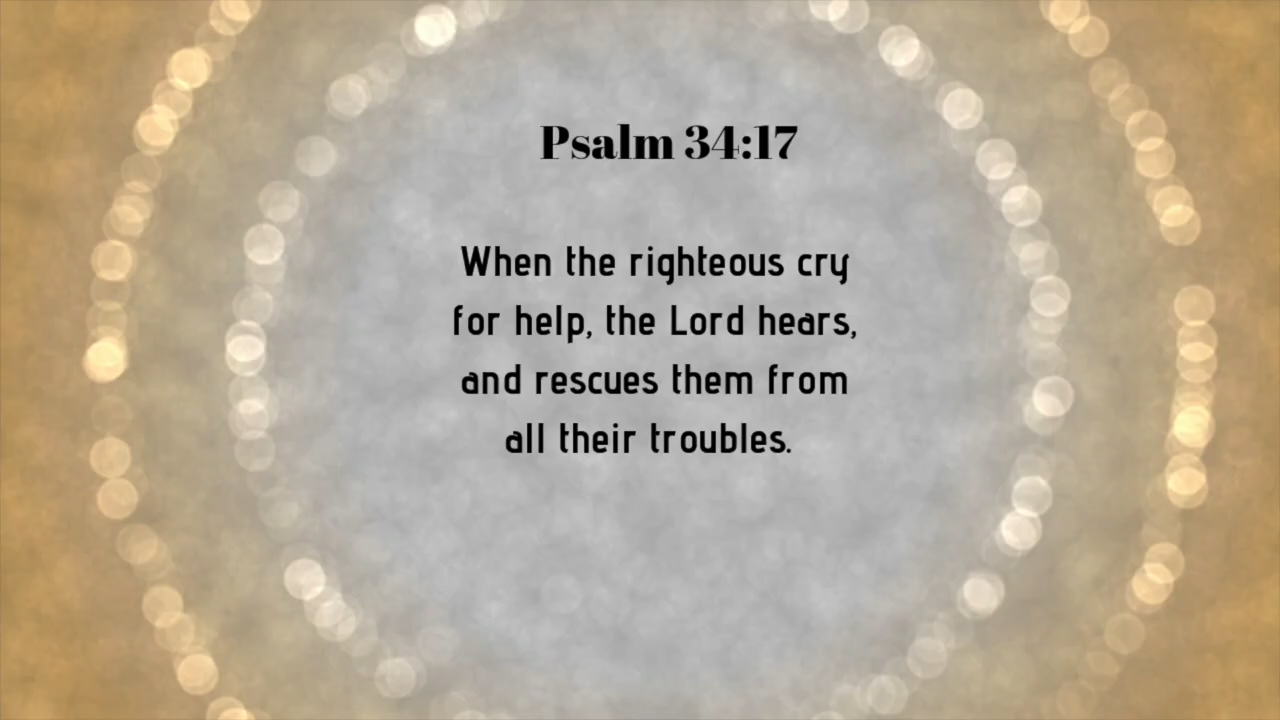 Psalm 34:17
When the righteous cry
for help, the Lord hears,
and rescues them from
all their troubles.